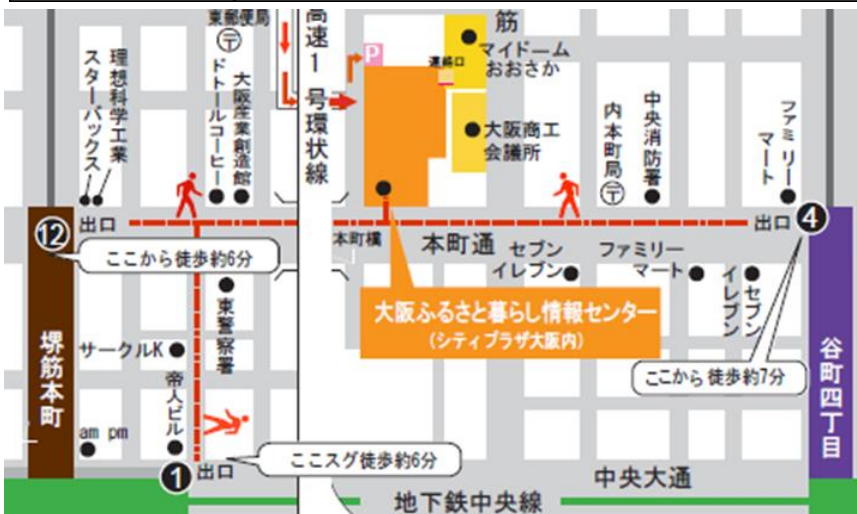 東郵便局
〒
スターバックス
理想科学工業
ドトールコーヒー
大阪産業創造館
高速1号環状線
P
筋
連絡口
マイドーム
おおさか
大阪商工
会議所
内本町局
〒
中央消防署
ファミリー
マート
12
出口
ここから徒歩約6分
本町橋
本町通
セブン
イレブン
ファミリー
マート
セブン
イレブン
出口
4
大阪ふるさと暮らし情報センター
(シティプラザ大阪内)
東警察署
サークルK
帝人ビル
am pm
堺筋本町
ここから徒歩約7分
谷町四丁目
1
出口
ここスグ徒歩約6分
中央大通
地下鉄中央線